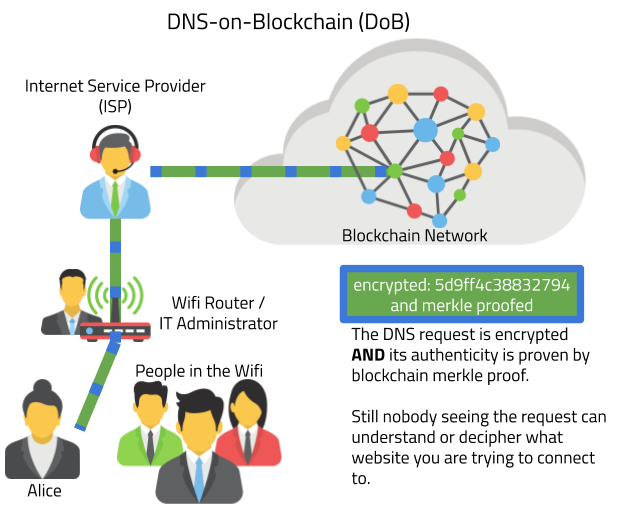 DNS-on-Blockchain (DoB)
Internet Service Provider
(ISP)
Blockchain Network
encrypted: 5d9ff4c38832794
and merkle proofed
Wifi Router /
IT Administrator
The DNS request is encrypted
AND its authenticity is proven by
blockchain merkle proof.
People in the Wifi
Still nobody seeing the request can
understand or decipher what
website you are trying to connect
to.
Alice